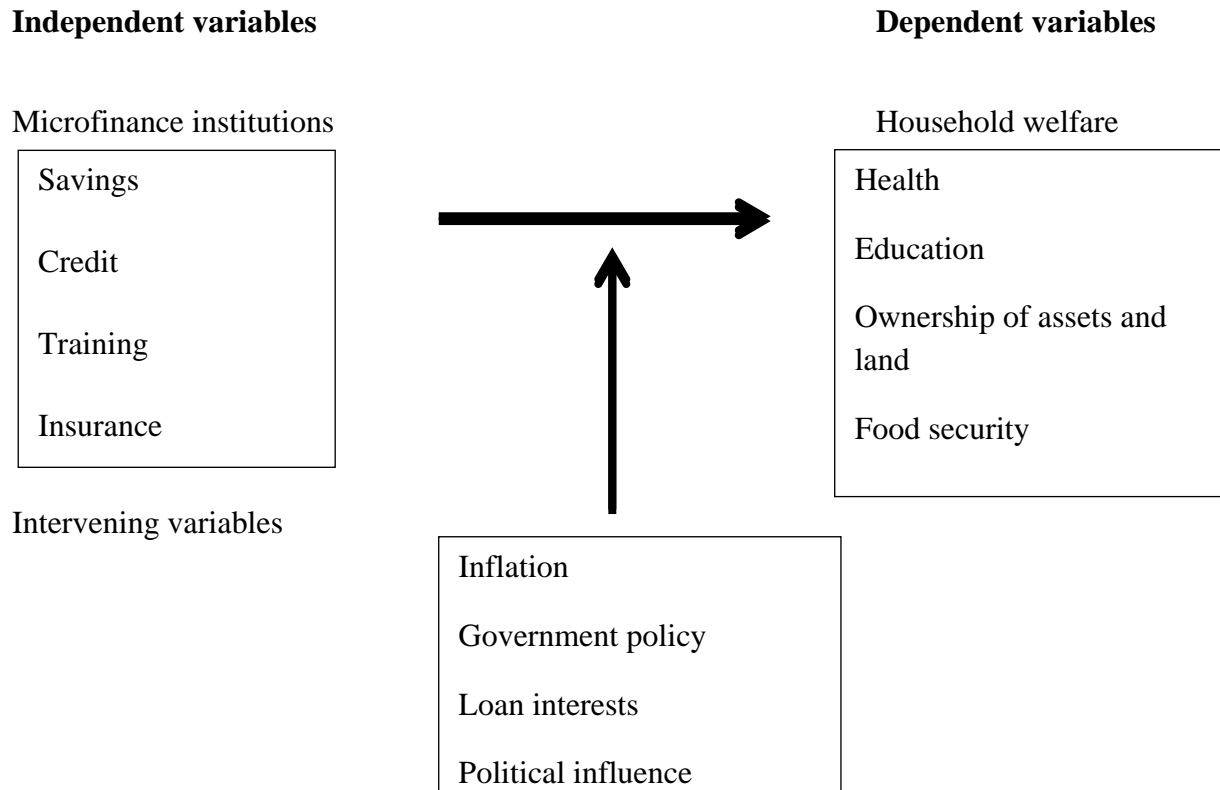 Independent variables
Dependent variables
Microfinance institutions
Household welfare
Savings
Credit
Training
Insurance
Health
Education
Ownership of assets and
land
Food security
Intervening variables
Inflation
Government policy
Loan interests
Political influence